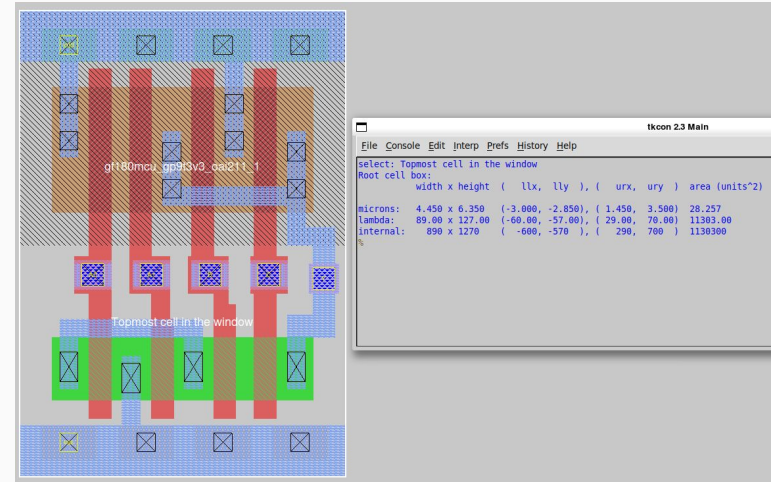 gf180mcu_gp9t3v3_oai211_1
Topmost cell in the window
tkcon 2.3 Main
File Console Edit Interp Prefs History Help
select: Topmost cell in the window
Root cell box:
width x height ( llx, lly ), ( urx, ury ) area (units^2)
microns: 4.450 x 6.350 (-3.000, -2.850), ( 1.450, 3.500) 28.257
lambda: 89.00 x 127.00 (-60.00, -57.00), ( 29.00, 70.00) 11303.00
internal: 890 x 1270 ( -600, -570 ), ( 290, 700 ) 1130300
%